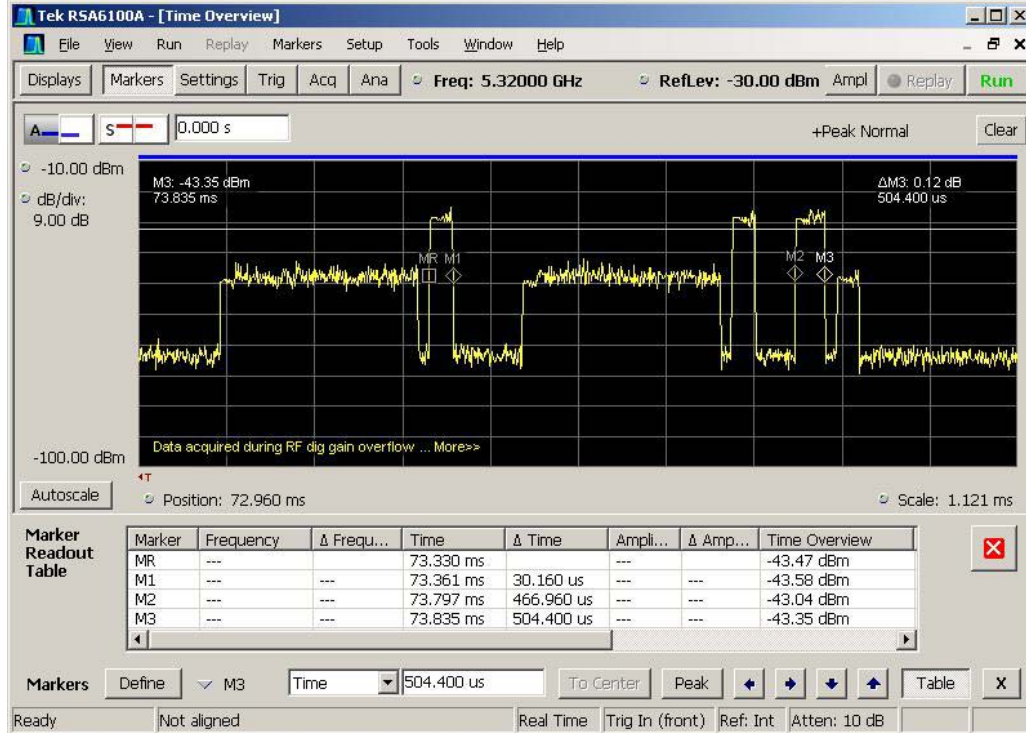 Tek RSA6100A - [Time Overview]
File View Run Replay Markers Setup Tools Window Help
Displays Markers Settings Trig Acq Ana Freq: 5.32000 GHz RefLev: -30.00 dBm Ampl Replay Run
A S 0.000 s +Peak Normal Clear
-10.00 dBm
dB/div:
9.00 dB
M3: -43.35 dBm
73.835 ms
ΔM3: 0.12 dB
504.400 us
MR M1 M2 M3
Data acquired during RF dig gain overflow ... More>>
-100.00 dBm
T
Autoscale Position: 72.960 ms Scale: 1.121 ms
Marker Readout Table
Marker Frequency Δ Frequ... Time Δ Time Ampli... Δ Amp... Time Overview
MR --- 73.330 ms --- -43.47 dBm
M1 --- --- 73.361 ms 30.160 us --- --- -43.58 dBm
M2 --- --- 73.797 ms 466.960 us --- --- -43.04 dBm
M3 --- --- 73.835 ms 504.400 us --- --- -43.35 dBm
Markers Define M3 Time 504.400 us To Center Peak Table X
Ready Not aligned Real Time Trig In (front) Ref: Int Atten: 10 dB